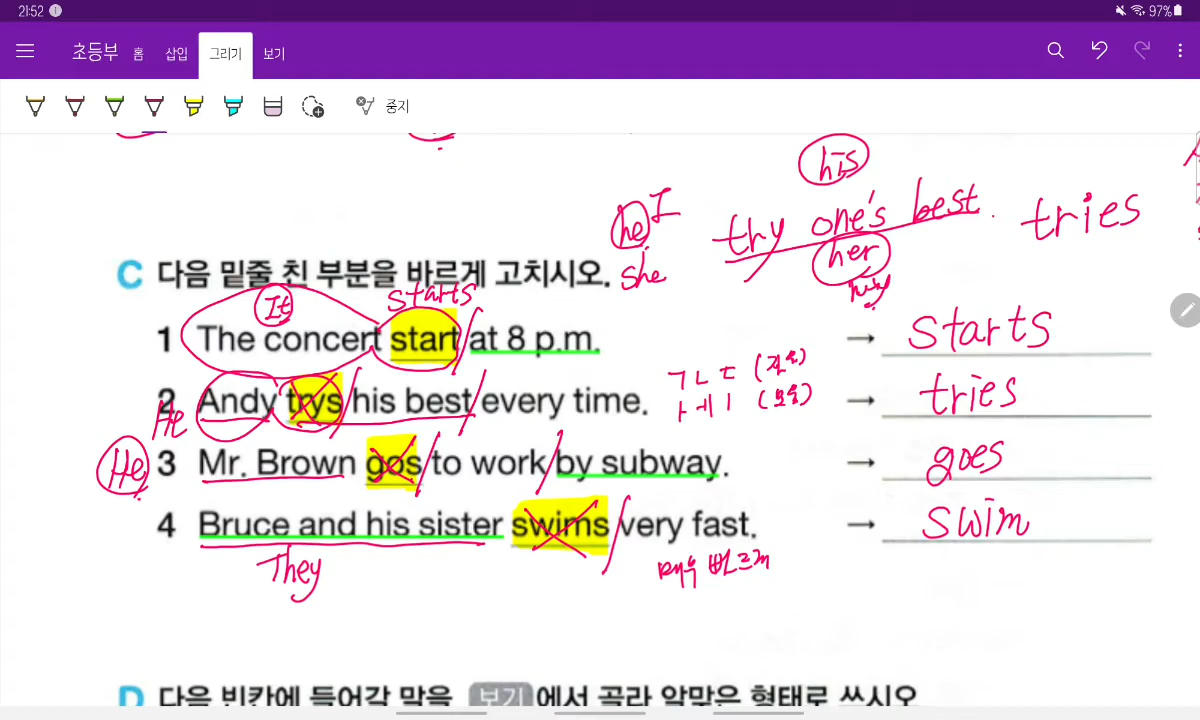 21:52 97%
초등부 홈 삽입 그리기 보기
중지
his
he I try one's best. tries
she her
C 다음 밑줄 친 부분을 바르게 고치시오.
It starts
1 The concert start at 8 p.m. → starts
ㄱ ㄴ ㄷ (자음)
He 2 Andy trys his best every time. → tries
ㅏ ㅔ ㅣ (모음)
He 3 Mr. Brown gos to work by subway. → goes
4 Bruce and his sister swims very fast. → swim
They 매우 빠르게
D 다음 빈칸에 들어갈 말을 보기 에서 골라 알맞은 형태로 쓰시오